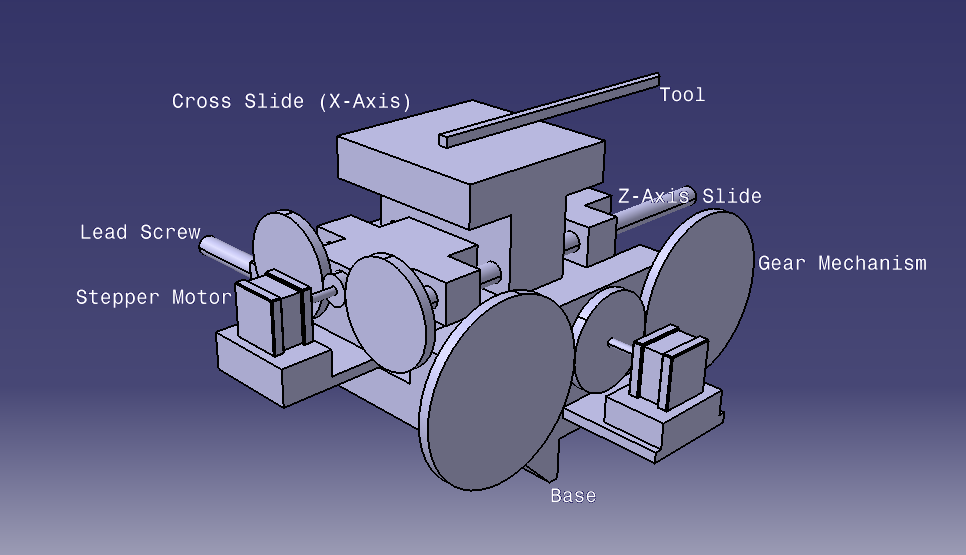 Cross Slide (X-Axis)
Tool
Z-Axis Slide
Lead Screw
Gear Mechanism
Stepper Motor
Base